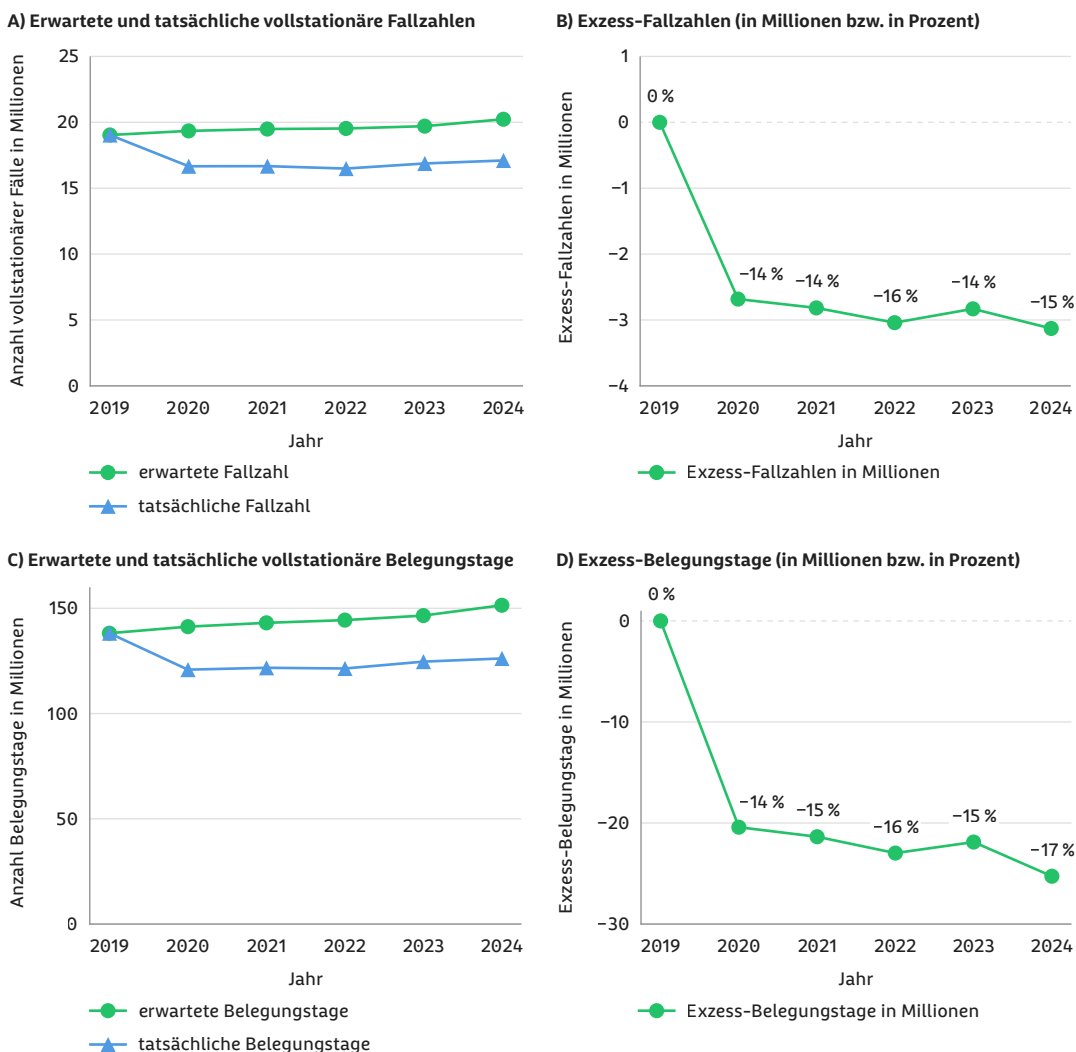 A) Erwartete und tatsächliche vollstationäre Fallzahlen
Anzahl vollstationärer Fälle in Millionen
25
20
15
10
5
0
2019 2020 2021 2022 2023 2024
Jahr
erwartete Fallzahl
tatsächliche Fallzahl
B) Exzess-Fallzahlen (in Millionen bzw. in Prozent)
Exzess-Fallzahlen in Millionen
1
0
−1
−2
−3
−4
0 %
−14 % −14 % −16 % −14 % −15 %
2019 2020 2021 2022 2023 2024
Jahr
Exzess-Fallzahlen in Millionen
C) Erwartete und tatsächliche vollstationäre Belegungstage
Anzahl Belegungstage in Millionen
150
100
50
0
2019 2020 2021 2022 2023 2024
Jahr
erwartete Belegungstage
tatsächliche Belegungstage
D) Exzess-Belegungstage (in Millionen bzw. in Prozent)
Exzess-Belegungstage in Millionen
0
−10
−20
−30
0 %
−14 % −15 % −16 % −15 % −17 %
2019 2020 2021 2022 2023 2024
Jahr
Exzess-Belegungstage in Millionen